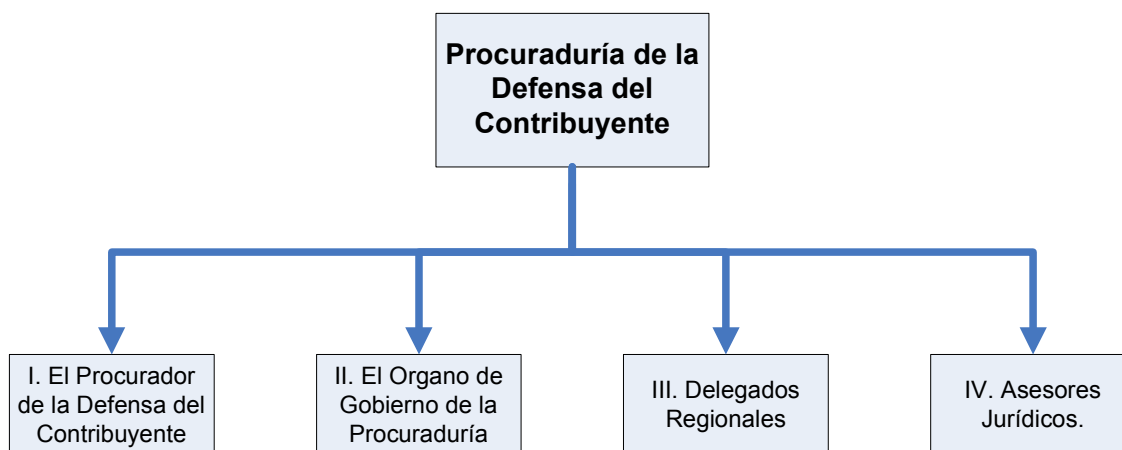 Procuraduría de la
Defensa del
Contribuyente
I. El Procurador
de la Defensa del
Contribuyente
II. El Organo de
Gobierno de la
Procuraduría
III. Delegados
Regionales
IV. Asesores
Jurídicos.